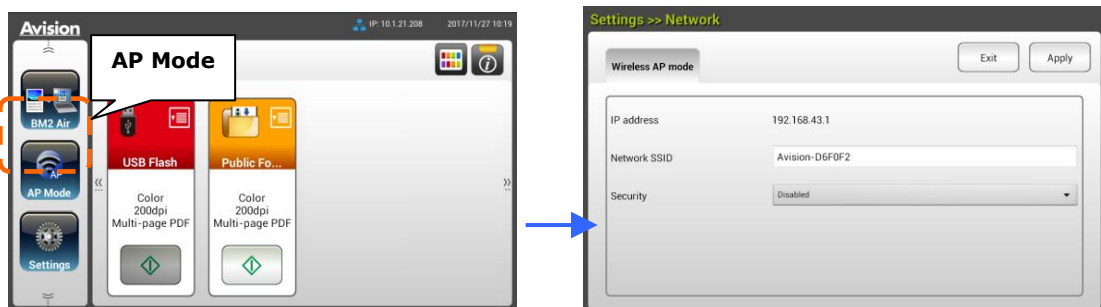 Avision
IP: 10.1.21.208
2017/11/27 10:19
AP Mode
BM2 Air
AP
AP Mode
Settings
USB Flash
Color
200dpi
Multi-page PDF
Public Fo...
Color
200dpi
Multi-page PDF
Settings >> Network
Wireless AP mode
Exit
Apply
IP address
192.168.43.1
Network SSID
Avision-D6F0F2
Security
Disabled